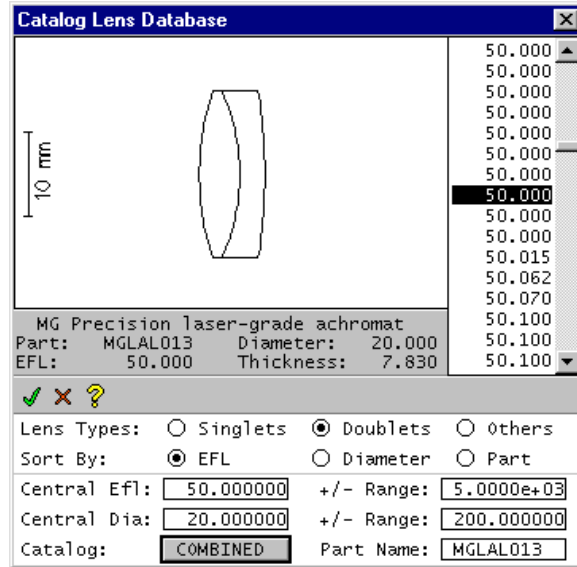 Catalog Lens Database
10 mm
50.000
50.000
50.000
50.000
50.000
50.000
50.000
50.000
50.000
50.000
50.015
50.062
50.070
50.100
50.100
50.100
MG Precision laser-grade achromat
Part: MGLAL013 Diameter: 20.000
EFL: 50.000 Thickness: 7.830
Lens Types: Singlets Doublets Others
Sort By: EFL Diameter Part
Central Efl: 50.000000 +/- Range: 5.0000e+03
Central Dia: 20.000000 +/- Range: 200.000000
Catalog: COMBINED Part Name: MGLAL013